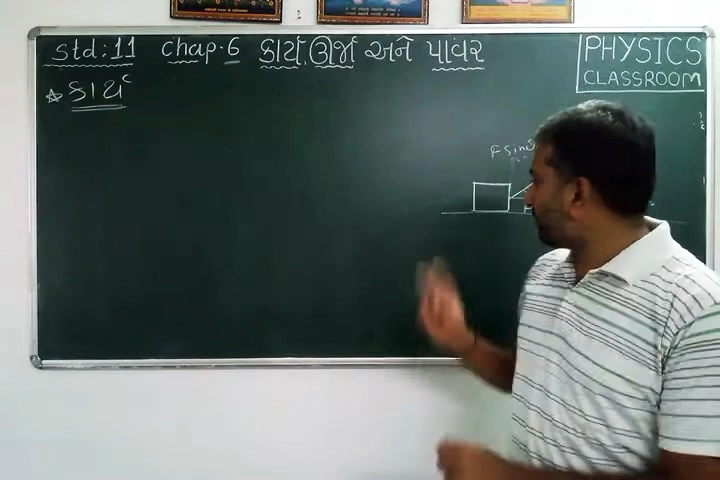 Std:11 Chap.6 કાર્ય, ઊર્જા અને પાવર
PHYSICS
CLASSROOM
* કાર્ય
F sinθ